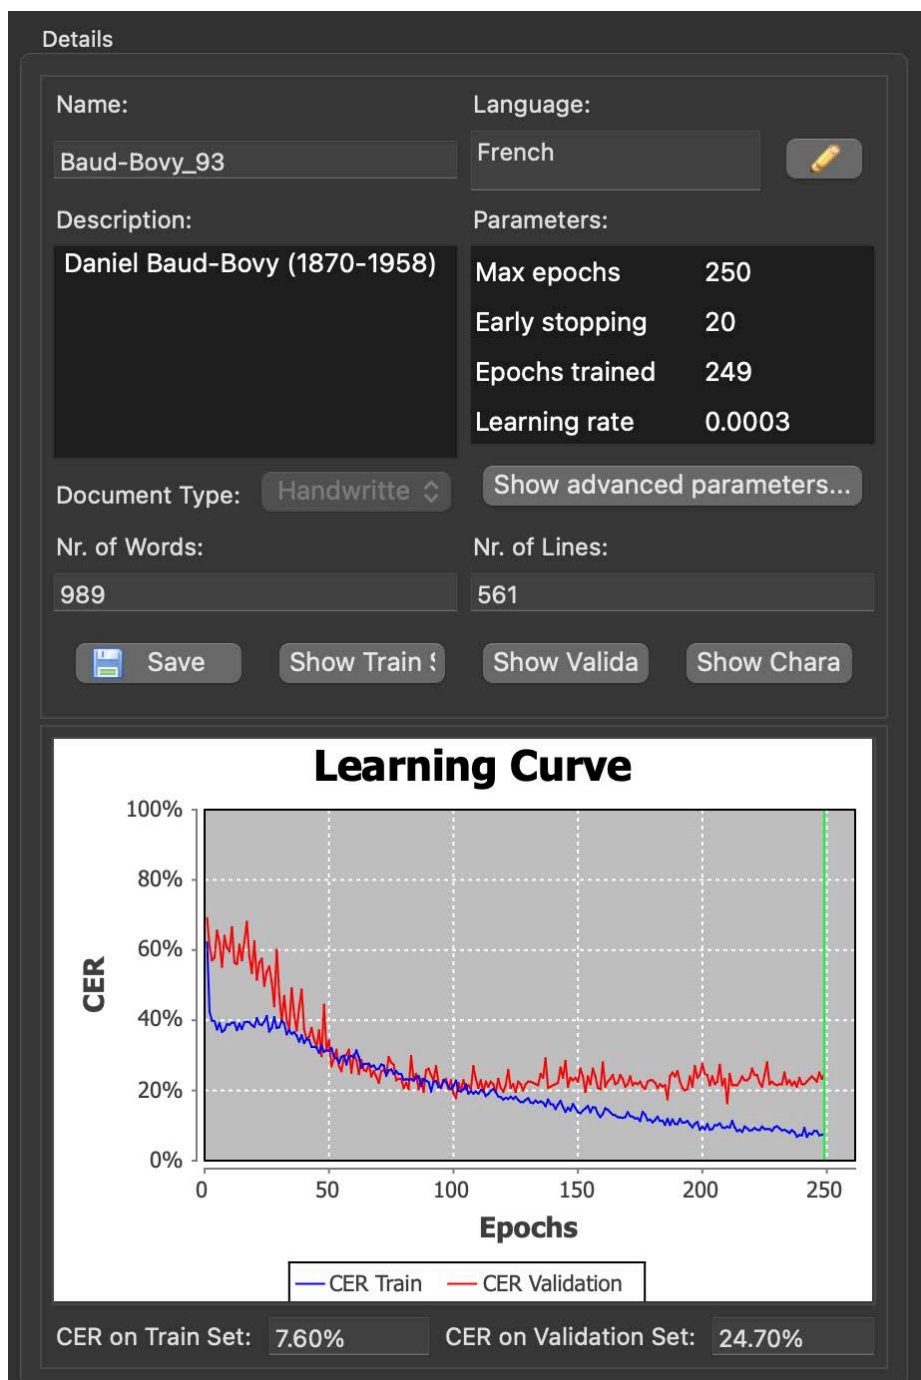 Details
Name:
Language:
Baud-Bovy_93
French
Description:
Parameters:
Daniel Baud-Bovy (1870-1958)
Max epochs 250
Early stopping 20
Epochs trained 249
Learning rate 0.0003
Document Type: Handwritte
Show advanced parameters...
Nr. of Words:
Nr. of Lines:
989
561
Save
Show Train S
Show Valida
Show Chara
Learning Curve
100%
80%
60%
40%
20%
0%
CER
0 50 100 150 200 250
Epochs
CER Train CER Validation
CER on Train Set: 7.60% CER on Validation Set: 24.70%